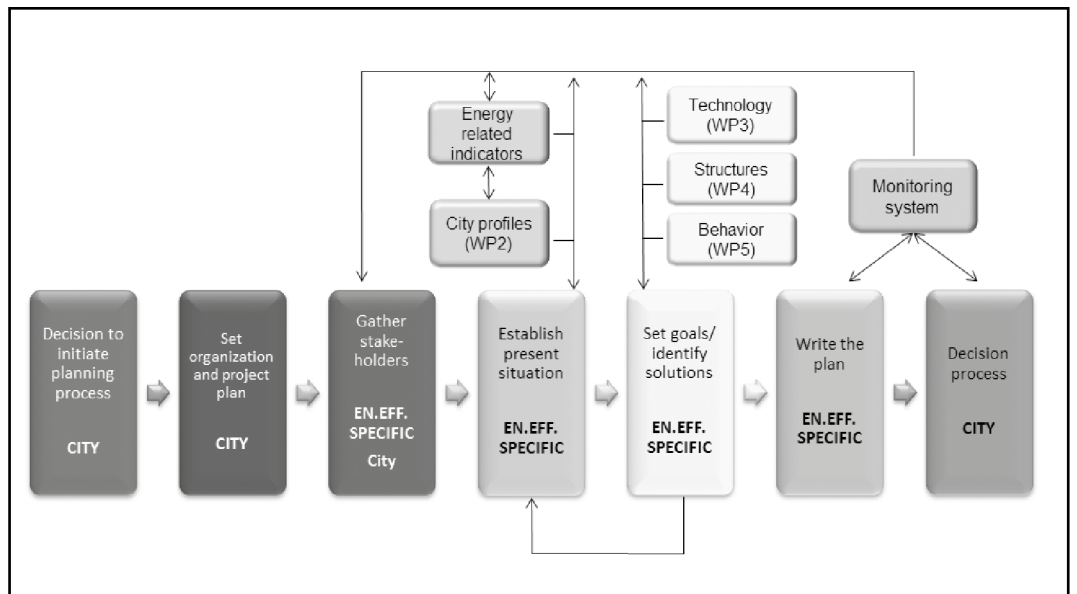 Energy
related
indicators
City profiles
(WP2)
Technology
(WP3)
Structures
(WP4)
Behavior
(WP5)
Monitoring
system
Decision to
initiate
planning
process
CITY
Set
organization
and project
plan
CITY
Gather
stake-
holders
EN.EFF.
SPECIFIC
City
Establish
present
situation
EN.EFF.
SPECIFIC
Set goals/
identify
solutions
EN.EFF.
SPECIFIC
Write the
plan
EN.EFF.
SPECIFIC
Decision
process
CITY